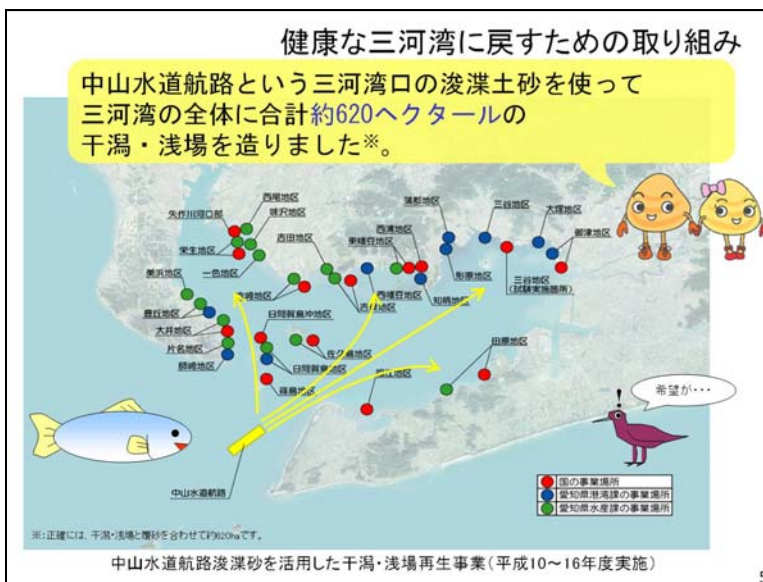 健康な三河湾に戻すための取り組み
中山水道航路という三河湾口の浚渫土砂を使って
三河湾の全体に合計約620ヘクタールの
干潟・浅場を造りました※。
西尾地区
矢作川河口部
味沢地区
栄生地区
吉田地区
一色地区
西浦地区
東幡豆地区
蒲郡地区
三谷地区
大塚地区
御津地区
形原地区
三谷地区
(試験実施箇所)
知柄地区
西幡豆地区
美浜地区
豊丘地区
大井地区
片名地区
師崎地区
日間賀島沖地区
佐久島地区
日間賀島地区
篠島地区
田原地区
希望が・・・
!
中山水道航路
国の事業場所
愛知県港湾課の事業場所
愛知県水産課の事業場所
※:正確には、干潟・浅場と覆砂を合わせて約620haです。
中山水道航路浚渫砂を活用した干潟・浅場再生事業(平成10~16年度実施)